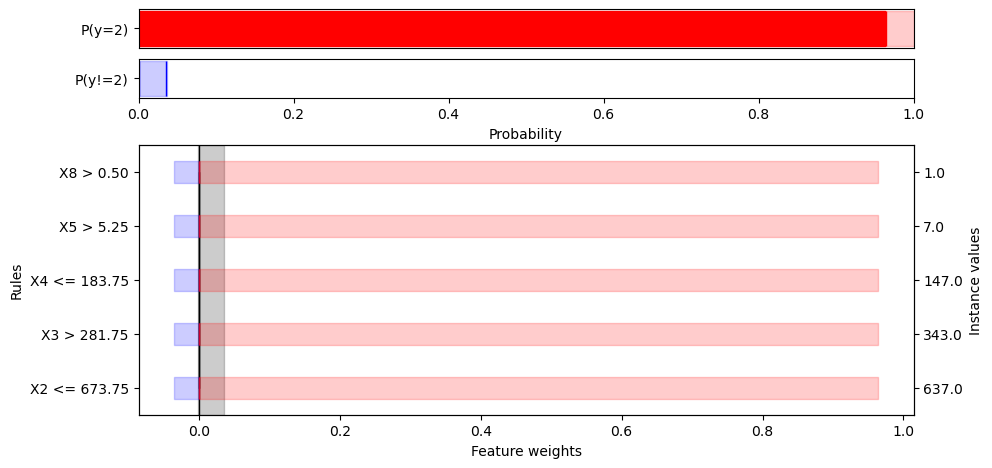 P(y=2)
P(y!=2)
0.0 0.2 0.4 0.6 0.8 1.0
Probability
X8 > 0.50 1.0
X5 > 5.25 7.0
X4 <= 183.75 147.0
X3 > 281.75 343.0
X2 <= 673.75 637.0
Rules
Instance values
0.0 0.2 0.4 0.6 0.8 1.0
Feature weights